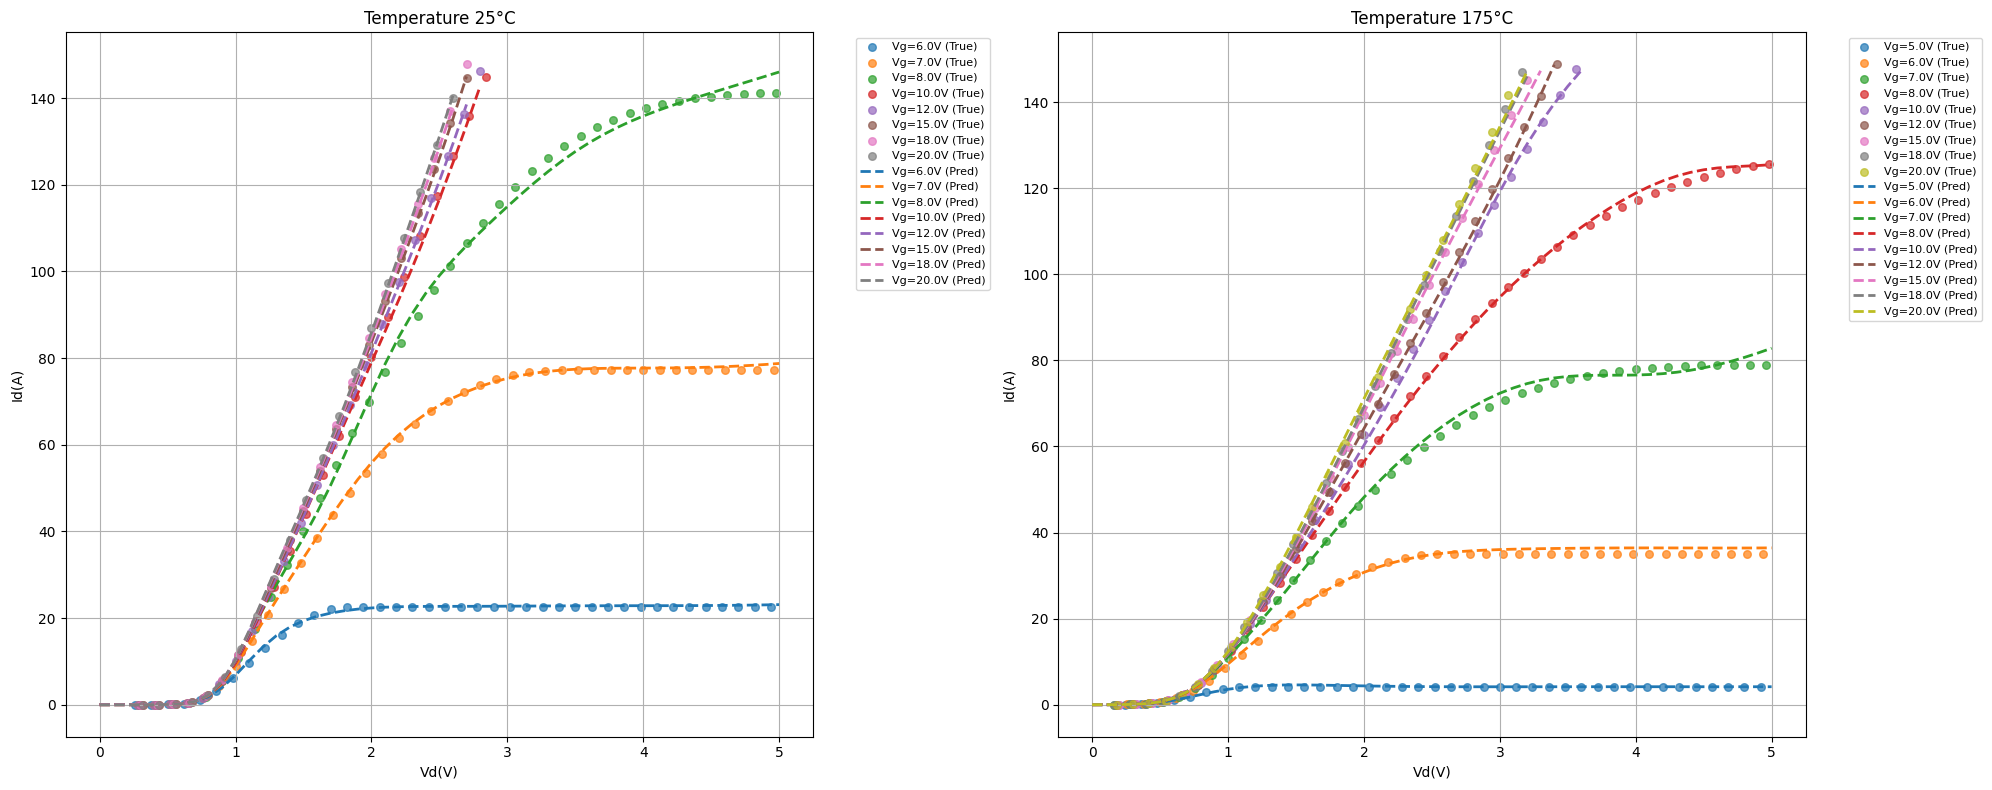 Temperature 25°C
Id(A)
140
120
100
80
60
40
20
0
0 1 2 3 4 5
Vd(V)
Vg=6.0V (True)
Vg=7.0V (True)
Vg=8.0V (True)
Vg=10.0V (True)
Vg=12.0V (True)
Vg=15.0V (True)
Vg=18.0V (True)
Vg=20.0V (True)
Vg=6.0V (Pred)
Vg=7.0V (Pred)
Vg=8.0V (Pred)
Vg=10.0V (Pred)
Vg=12.0V (Pred)
Vg=15.0V (Pred)
Vg=18.0V (Pred)
Vg=20.0V (Pred)
Temperature 175°C
Id(A)
140
120
100
80
60
40
20
0
0 1 2 3 4 5
Vd(V)
Vg=5.0V (True)
Vg=6.0V (True)
Vg=7.0V (True)
Vg=8.0V (True)
Vg=10.0V (True)
Vg=12.0V (True)
Vg=15.0V (True)
Vg=18.0V (True)
Vg=20.0V (True)
Vg=5.0V (Pred)
Vg=6.0V (Pred)
Vg=7.0V (Pred)
Vg=8.0V (Pred)
Vg=10.0V (Pred)
Vg=12.0V (Pred)
Vg=15.0V (Pred)
Vg=18.0V (Pred)
Vg=20.0V (Pred)